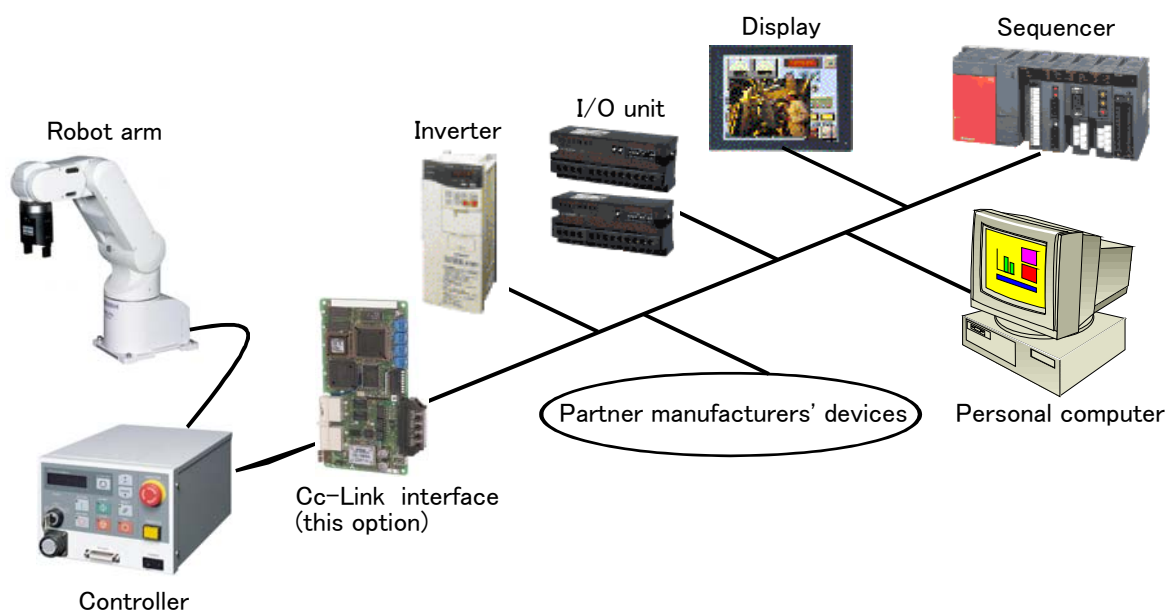 Display
Sequencer
I/O unit
Inverter
Robot arm
Partner manufacturers' devices
Personal computer
Cc-Link interface
(this option)
Controller